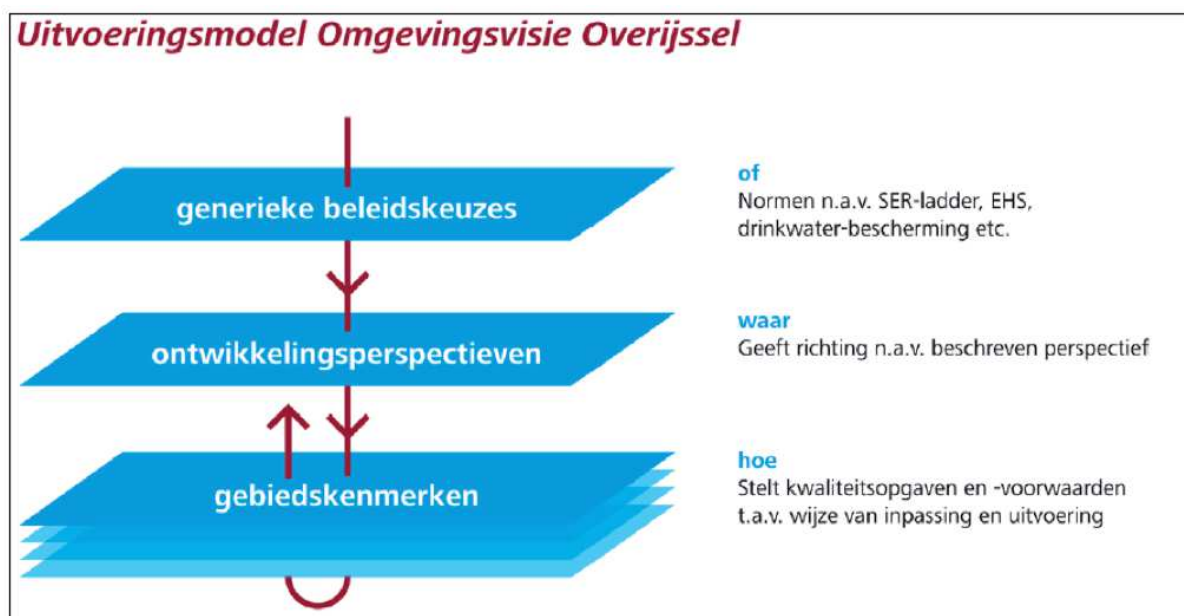 Uitvoeringsmodel Omgevingsvisie Overijssel
generieke beleidskeuzes
of
Normen n.a.v. SER-ladder, EHS,
drinkwater-bescherming etc.
ontwikkelingsperspectieven
waar
Geeft richting n.a.v. beschreven perspectief
gebiedskenmerken
hoe
Stelt kwaliteitsopgaven en -voorwaarden
t.a.v. wijze van inpassing en uitvoering